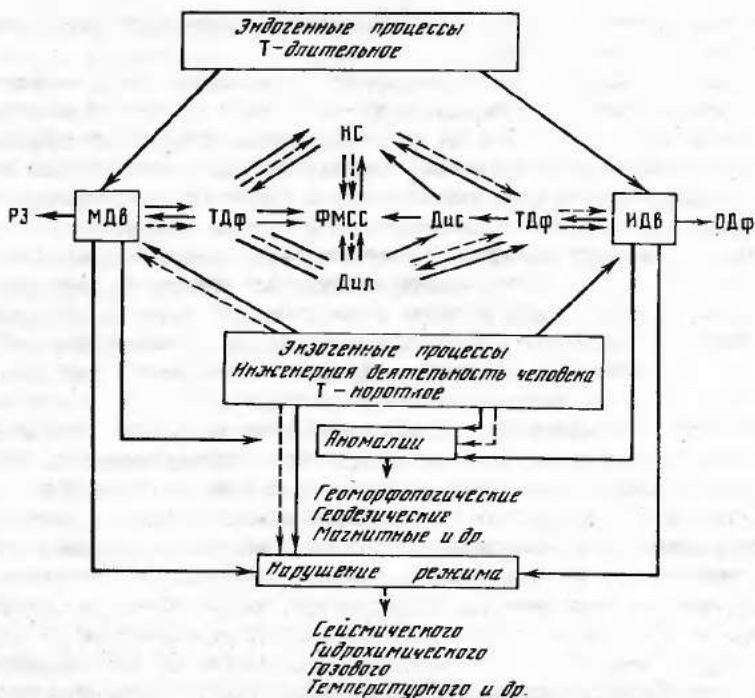 Эндогенные процессы
Т-длительное
НС
РЗ МДв ТДф ФМСС Дис ТДф ИДв ОДф
Дил
Экзогенные процессы
Инженерная деятельность человека
Т-короткое
Аномалии
Геоморфологические
Геодезические
Магнитные и др.
Нарушение режима
Сейсмического
Гидрохимического
Газового
Температурного и др.